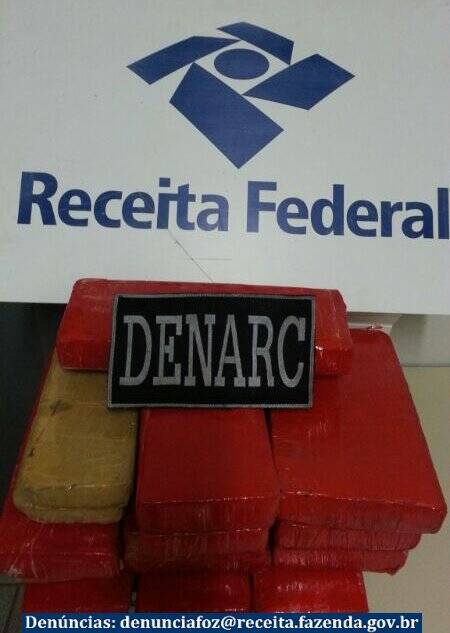 Receita Federal
DENARC
Denúncias: denunciafoz@receita.fazenda.gov.br